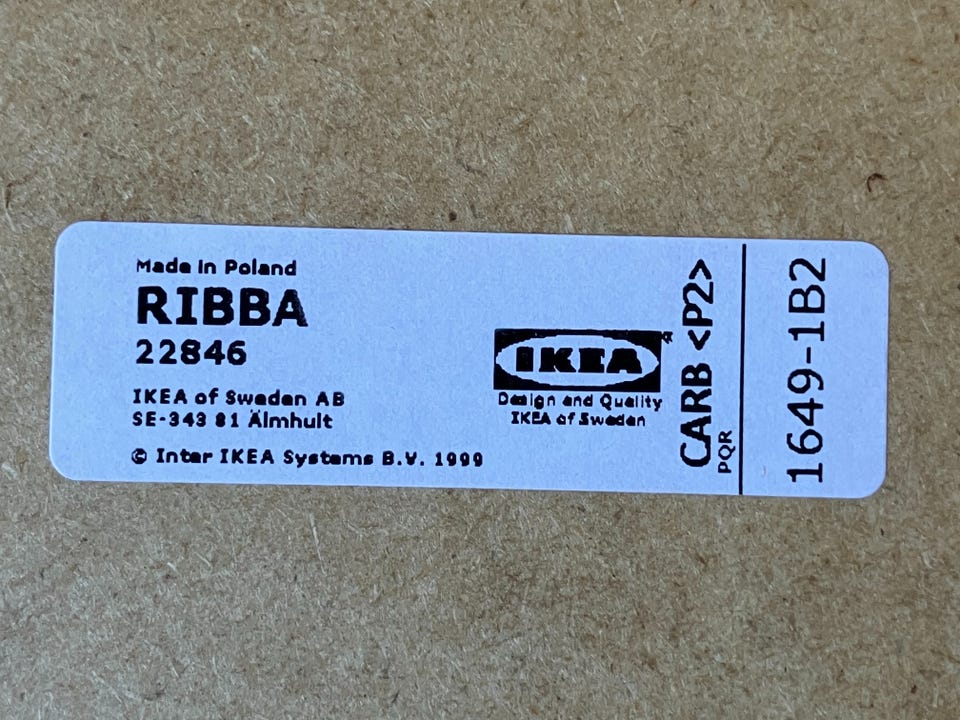 Made in Poland
RIBBA
22846
IKEA of Sweden AB
SE-343 81 Älmhult
© Inter IKEA Systems B.V. 1999
IKEA®
Design and Quality
IKEA of Sweden
CARB <P2>
PQR
1649-1B2